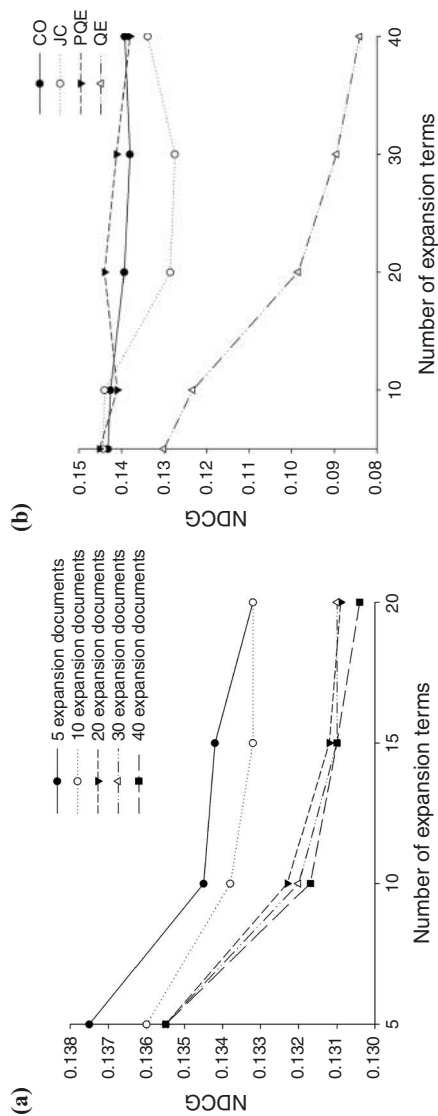 (a)
0.138
0.137
0.136
0.135
0.134
0.133
0.132
0.131
0.130
NDCG
5
10
15
20
Number of expansion terms
5 expansion documents
10 expansion documents
20 expansion documents
30 expansion documents
40 expansion documents
(b)
0.15
0.14
0.13
0.12
0.11
0.10
0.09
0.08
NDCG
10
20
30
40
Number of expansion terms
CO
JC
PQE
QE